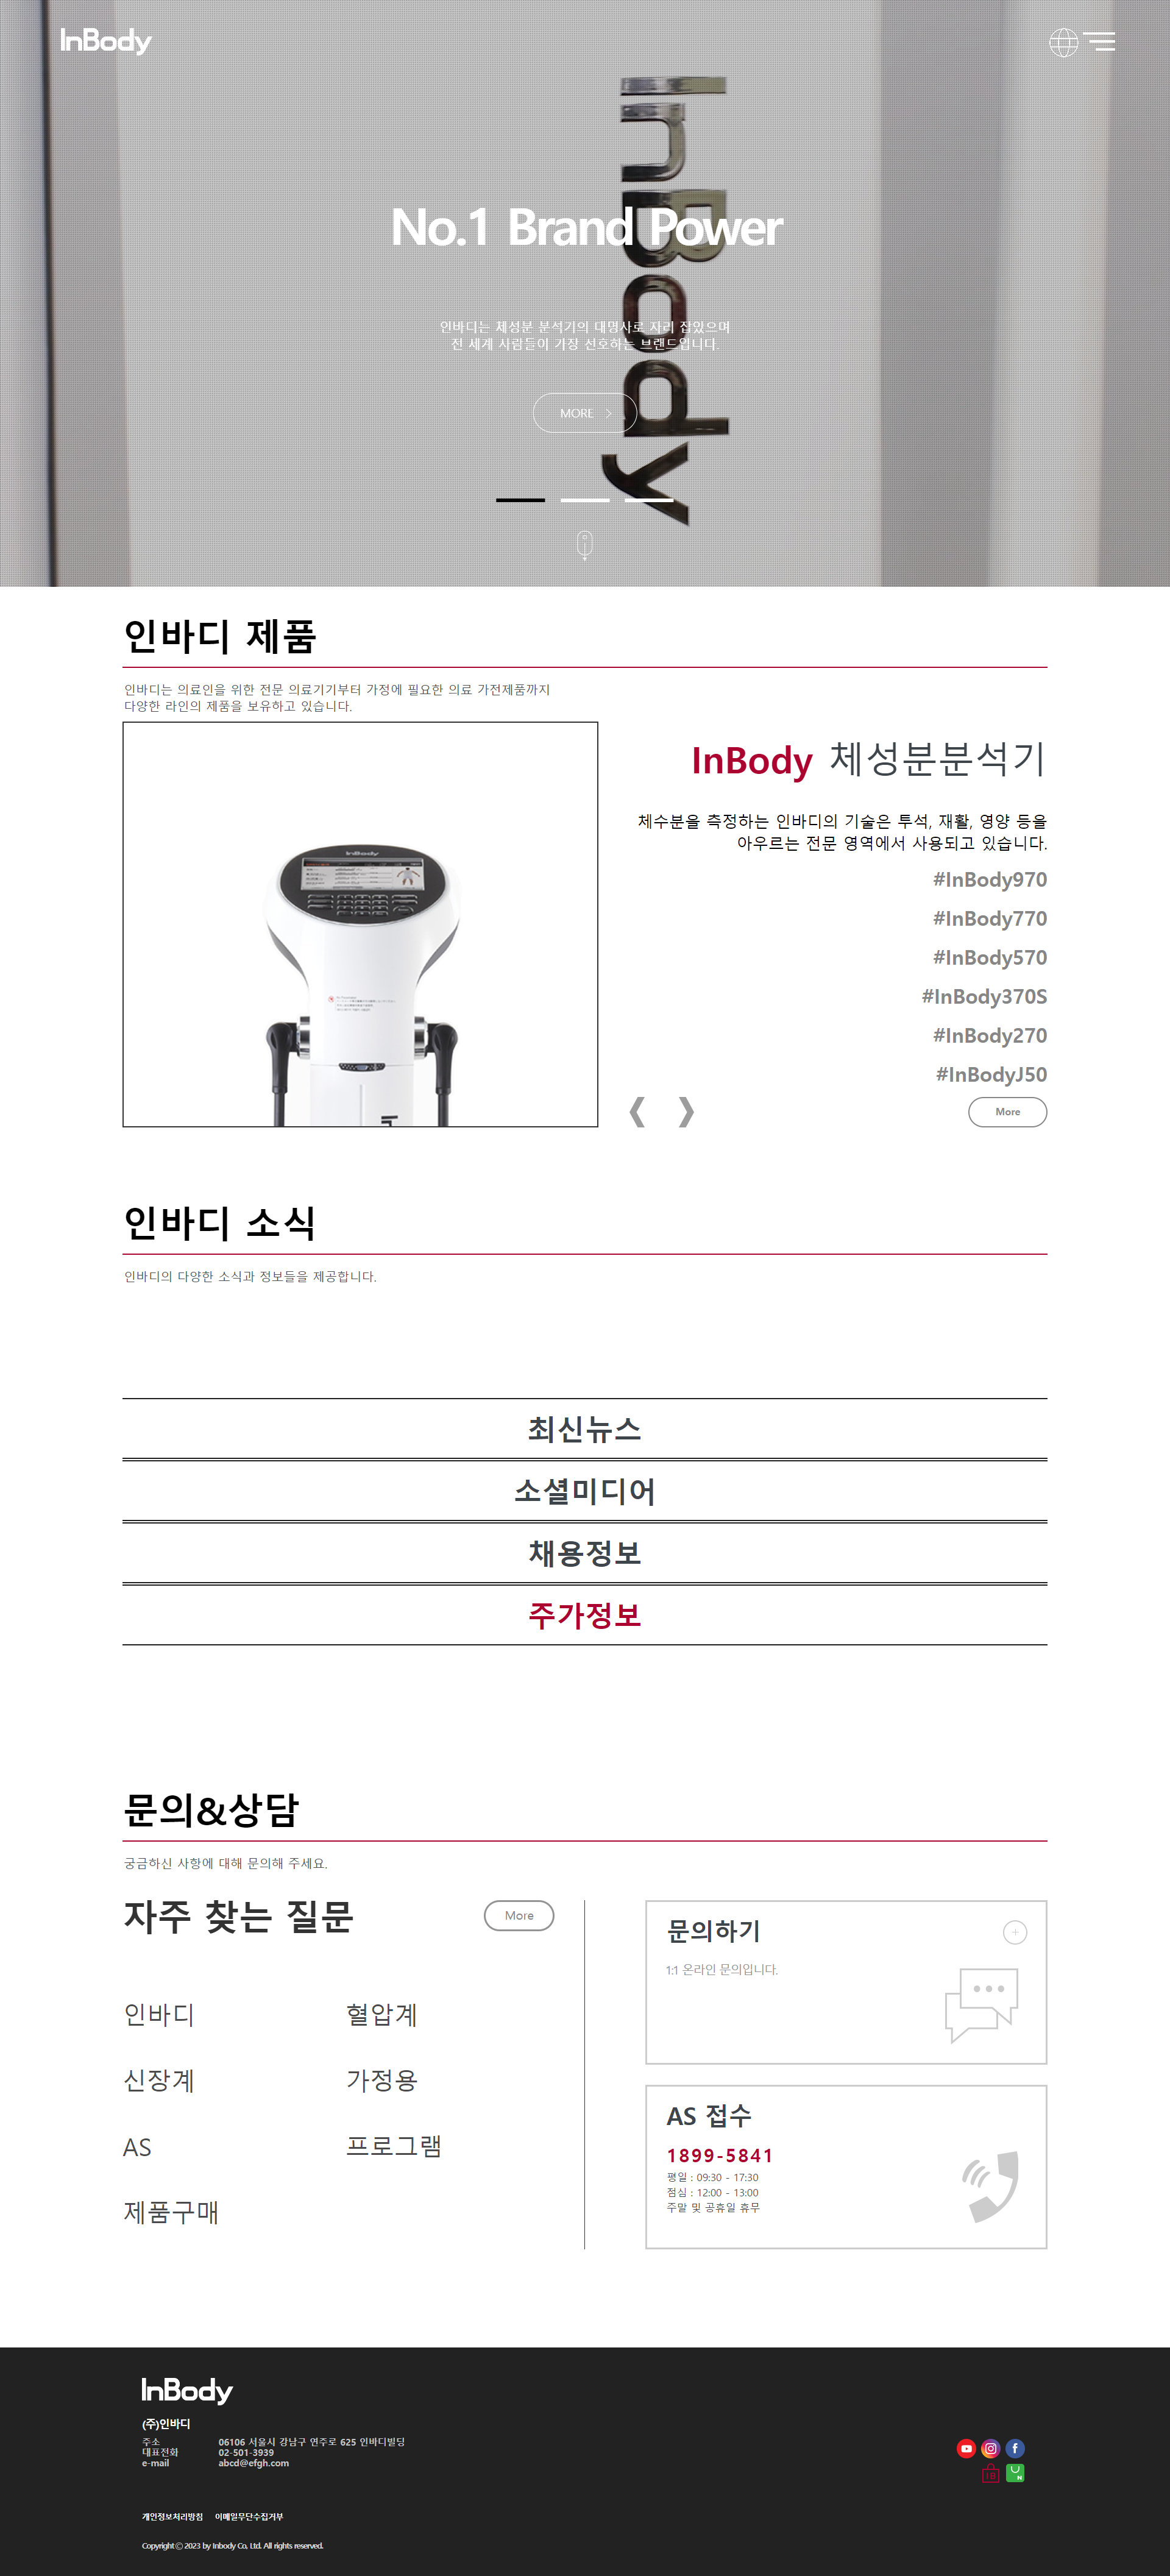 InBody
InBody
No.1 Brand Power
인바디는 체성분 분석기의 대명사로 자리 잡았으며
전 세계 사람들이 가장 선호하는 브랜드입니다.
MORE
인바디 제품
인바디는 의료인을 위한 전문 의료기기부터 가정에 필요한 의료 가전제품까지
다양한 라인의 제품을 보유하고 있습니다.
InBody
InBody 체성분분석기
체수분을 측정하는 인바디의 기술은 투석, 재활, 영양 등을
아우르는 전문 영역에서 사용되고 있습니다.
#InBody970
#InBody770
#InBody570
#InBody370S
#InBody270
#InBodyJ50
More
인바디 소식
인바디의 다양한 소식과 정보들을 제공합니다.
최신뉴스
소셜미디어
채용정보
주가정보
문의&상담
궁금하신 사항에 대해 문의해 주세요.
자주 찾는 질문
More
인바디
혈압계
신장계
가정용
AS
프로그램
제품구매
문의하기
1:1 온라인 문의입니다.
AS 접수
1899-5841
평일 : 09:30 - 17:30
점심 : 12:00 - 13:00
주말 및 공휴일 휴무
InBody
(주)인바디
주소 06106 서울시 강남구 연주로 625 인바디빌딩
대표전화 02-501-3939
e-mail abcd@efgh.com
개인정보처리방침 이메일무단수집거부
Copyright ⓒ 2023 by Inbody Co, Ltd. All rights reserved.